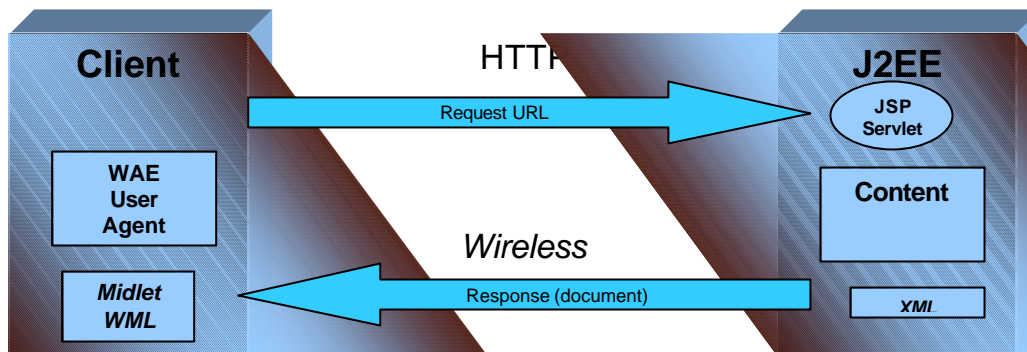 Client
HTTP
J2EE
Request URL
JSP
Servlet
WAE
User
Agent
Content
Wireless
Response (document)
Midlet
WML
XML